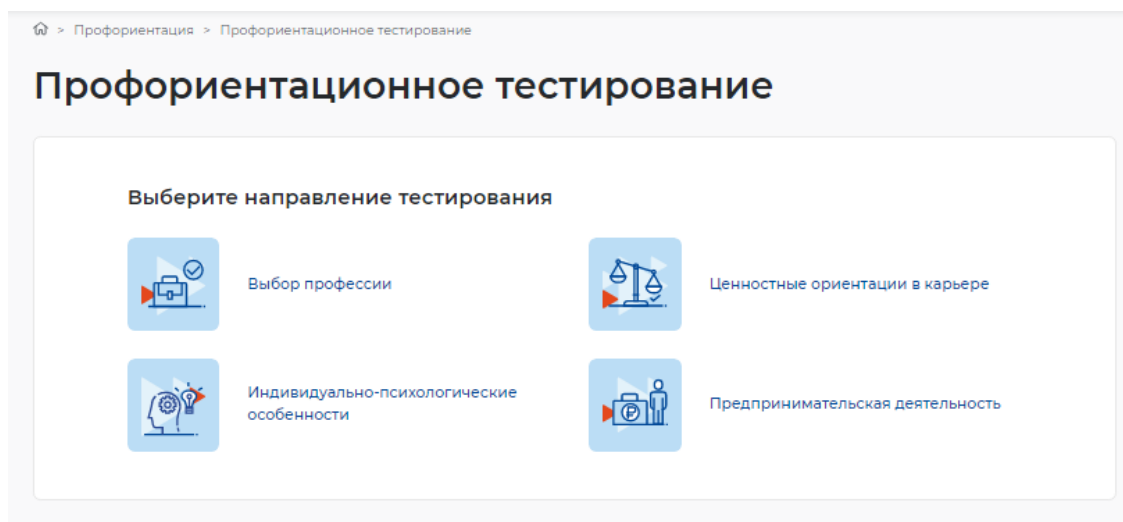 > Профориентация > Профориентационное тестирование
Профориентационное тестирование
Выберите направление тестирования
Выбор профессии
Ценностные ориентации в карьере
Индивидуально-психологические
особенности
Предпринимательская деятельность